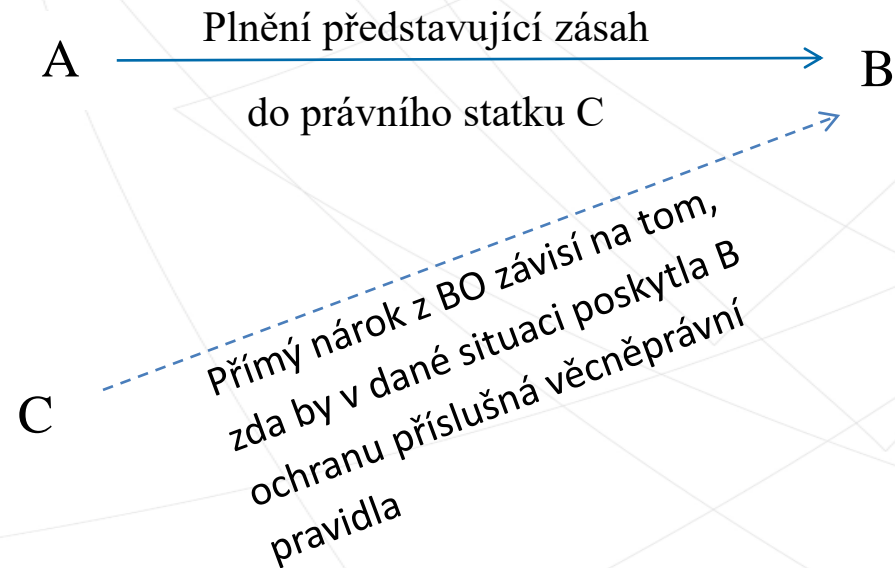 Plnění představující zásah
A
B
do právního statku C
Přímý nárok z BO závisí na tom,
zda by v dané situaci poskytla B
ochranu příslušná věcněprávní
pravidla
C